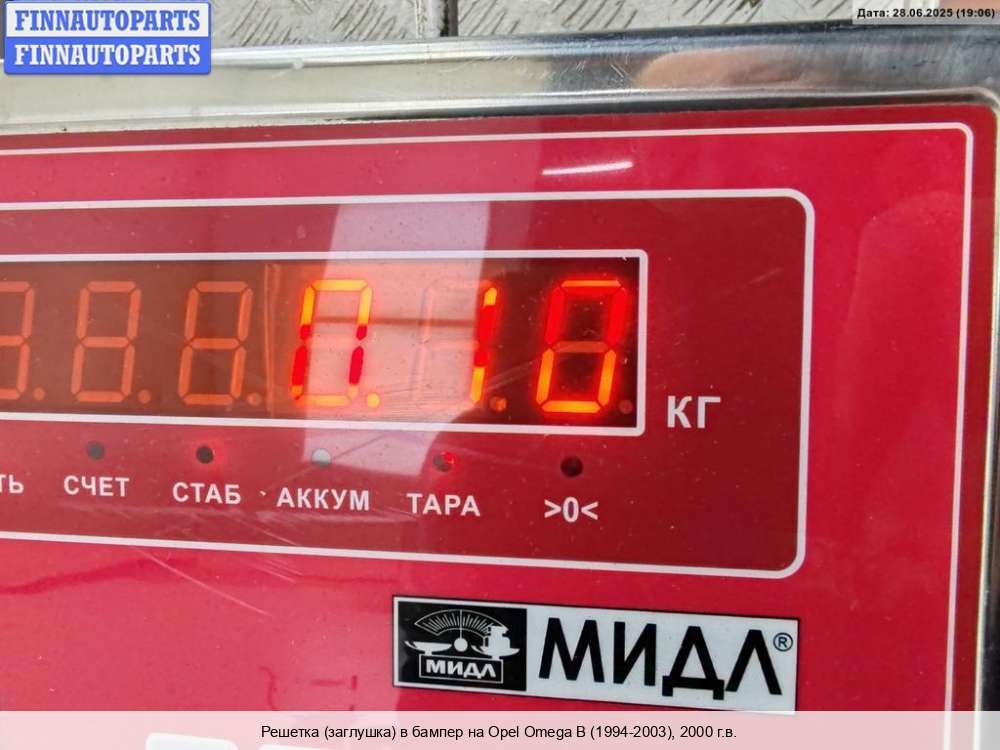 FINNAUTOPARTS
FINNAUTOPARTS
Дата: 28.06.2025 (19:06)
0.10
КГ
СЧЕТ СТАБ АККУМ ТАРА >0<
МИДЛ МИДЛ®
Решетка (заглушка) в бампер на Opel Omega B (1994-2003), 2000 г.в.